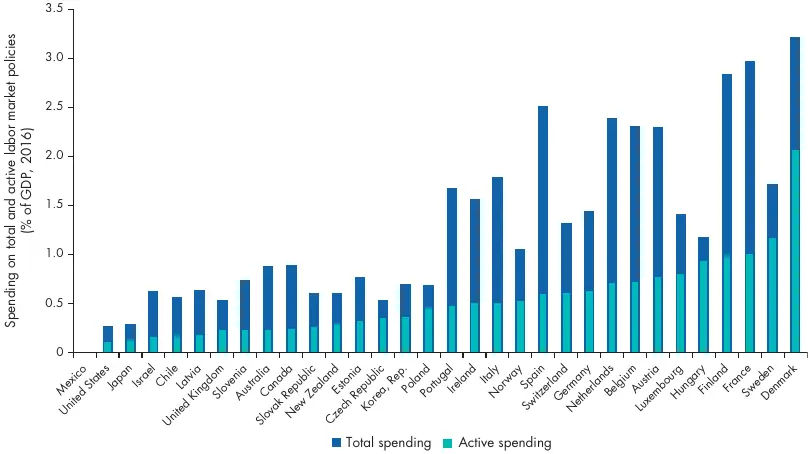 Spending on total and active labor market policies
(% of GDP, 2016)
3.5
3.0
2.5
2.0
1.5
1.0
0.5
0
Mexico
United States
Japan
Israel
Chile
Latvia
United Kingdom
Slovenia
Australia
Canada
Slovak Republic
New Zealand
Estonia
Czech Republic
Korea, Rep.
Poland
Portugal
Ireland
Italy
Norway
Spain
Switzerland
Germany
Netherlands
Belgium
Austria
Luxembourg
Hungary
Finland
France
Sweden
Denmark
Total spending
Active spending